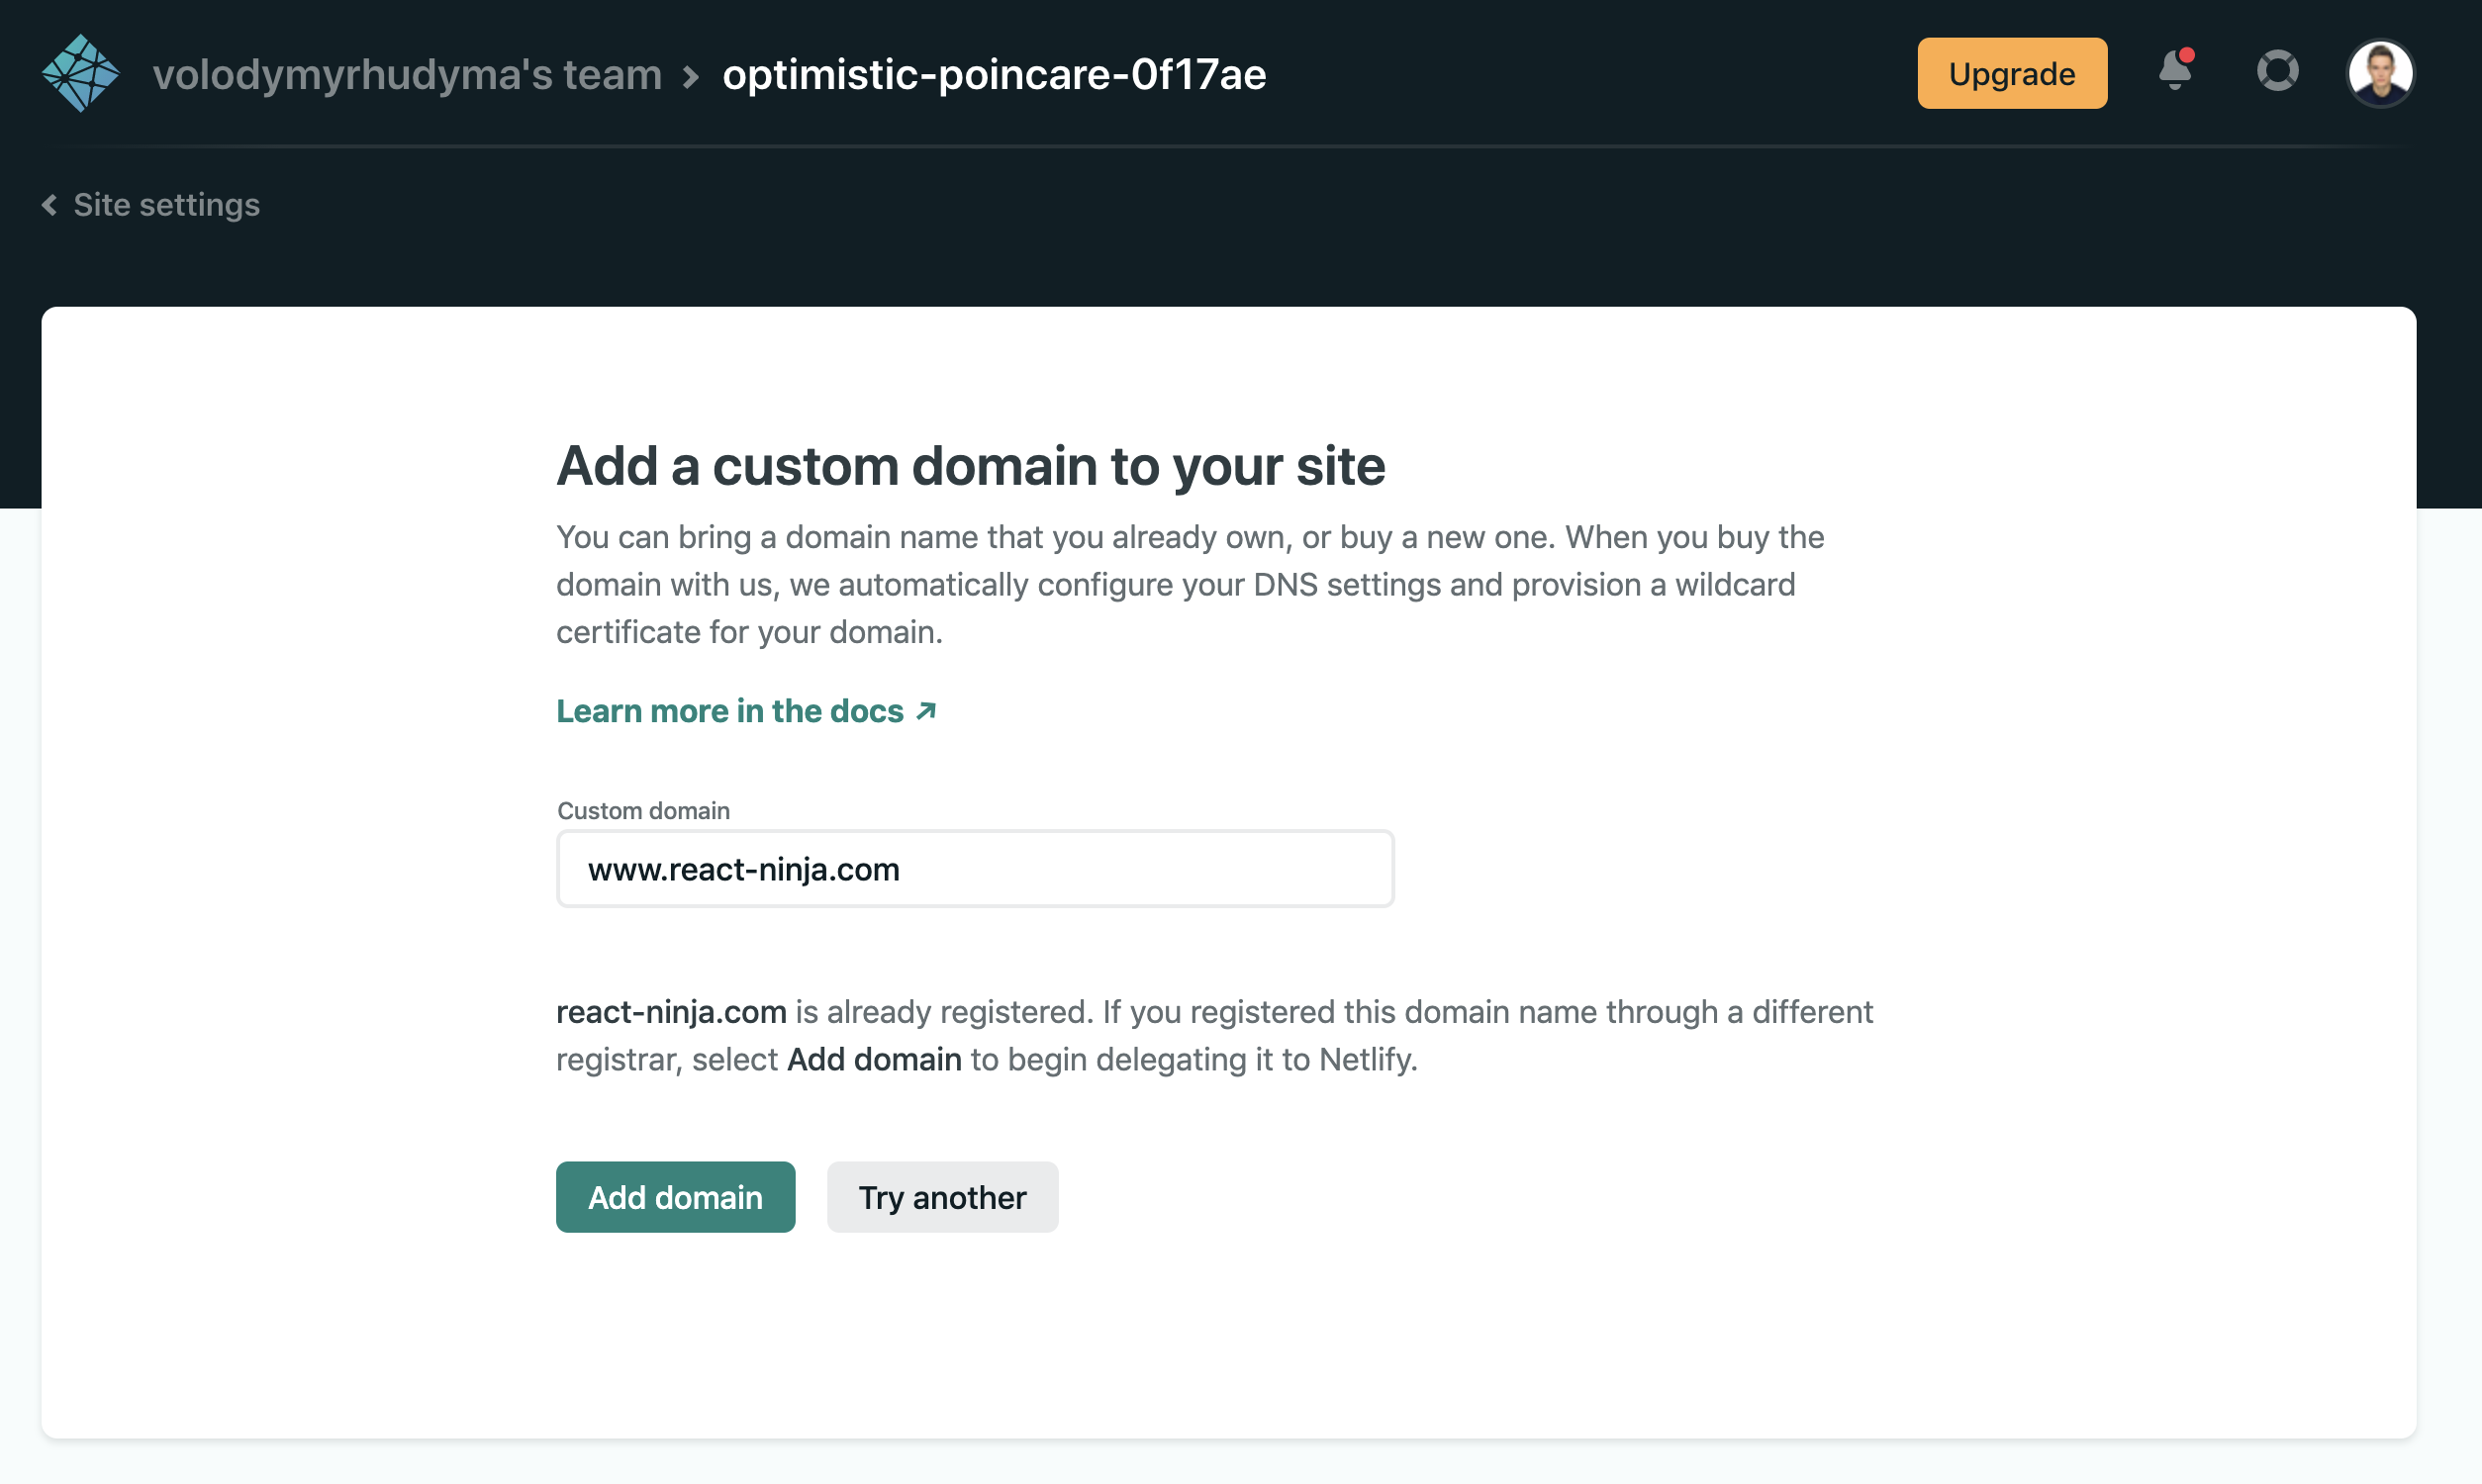 volodymyrhudyma's team > optimistic-poincare-0f17ae
Upgrade
Site settings
Add a custom domain to your site
You can bring a domain name that you already own, or buy a new one. When you buy the
domain with us, we automatically configure your DNS settings and provision a wildcard
certificate for your domain.
Learn more in the docs ↗
Custom domain
www.react-ninja.com
react-ninja.com is already registered. If you registered this domain name through a different
registrar, select Add domain to begin delegating it to Netlify.
Add domain
Try another